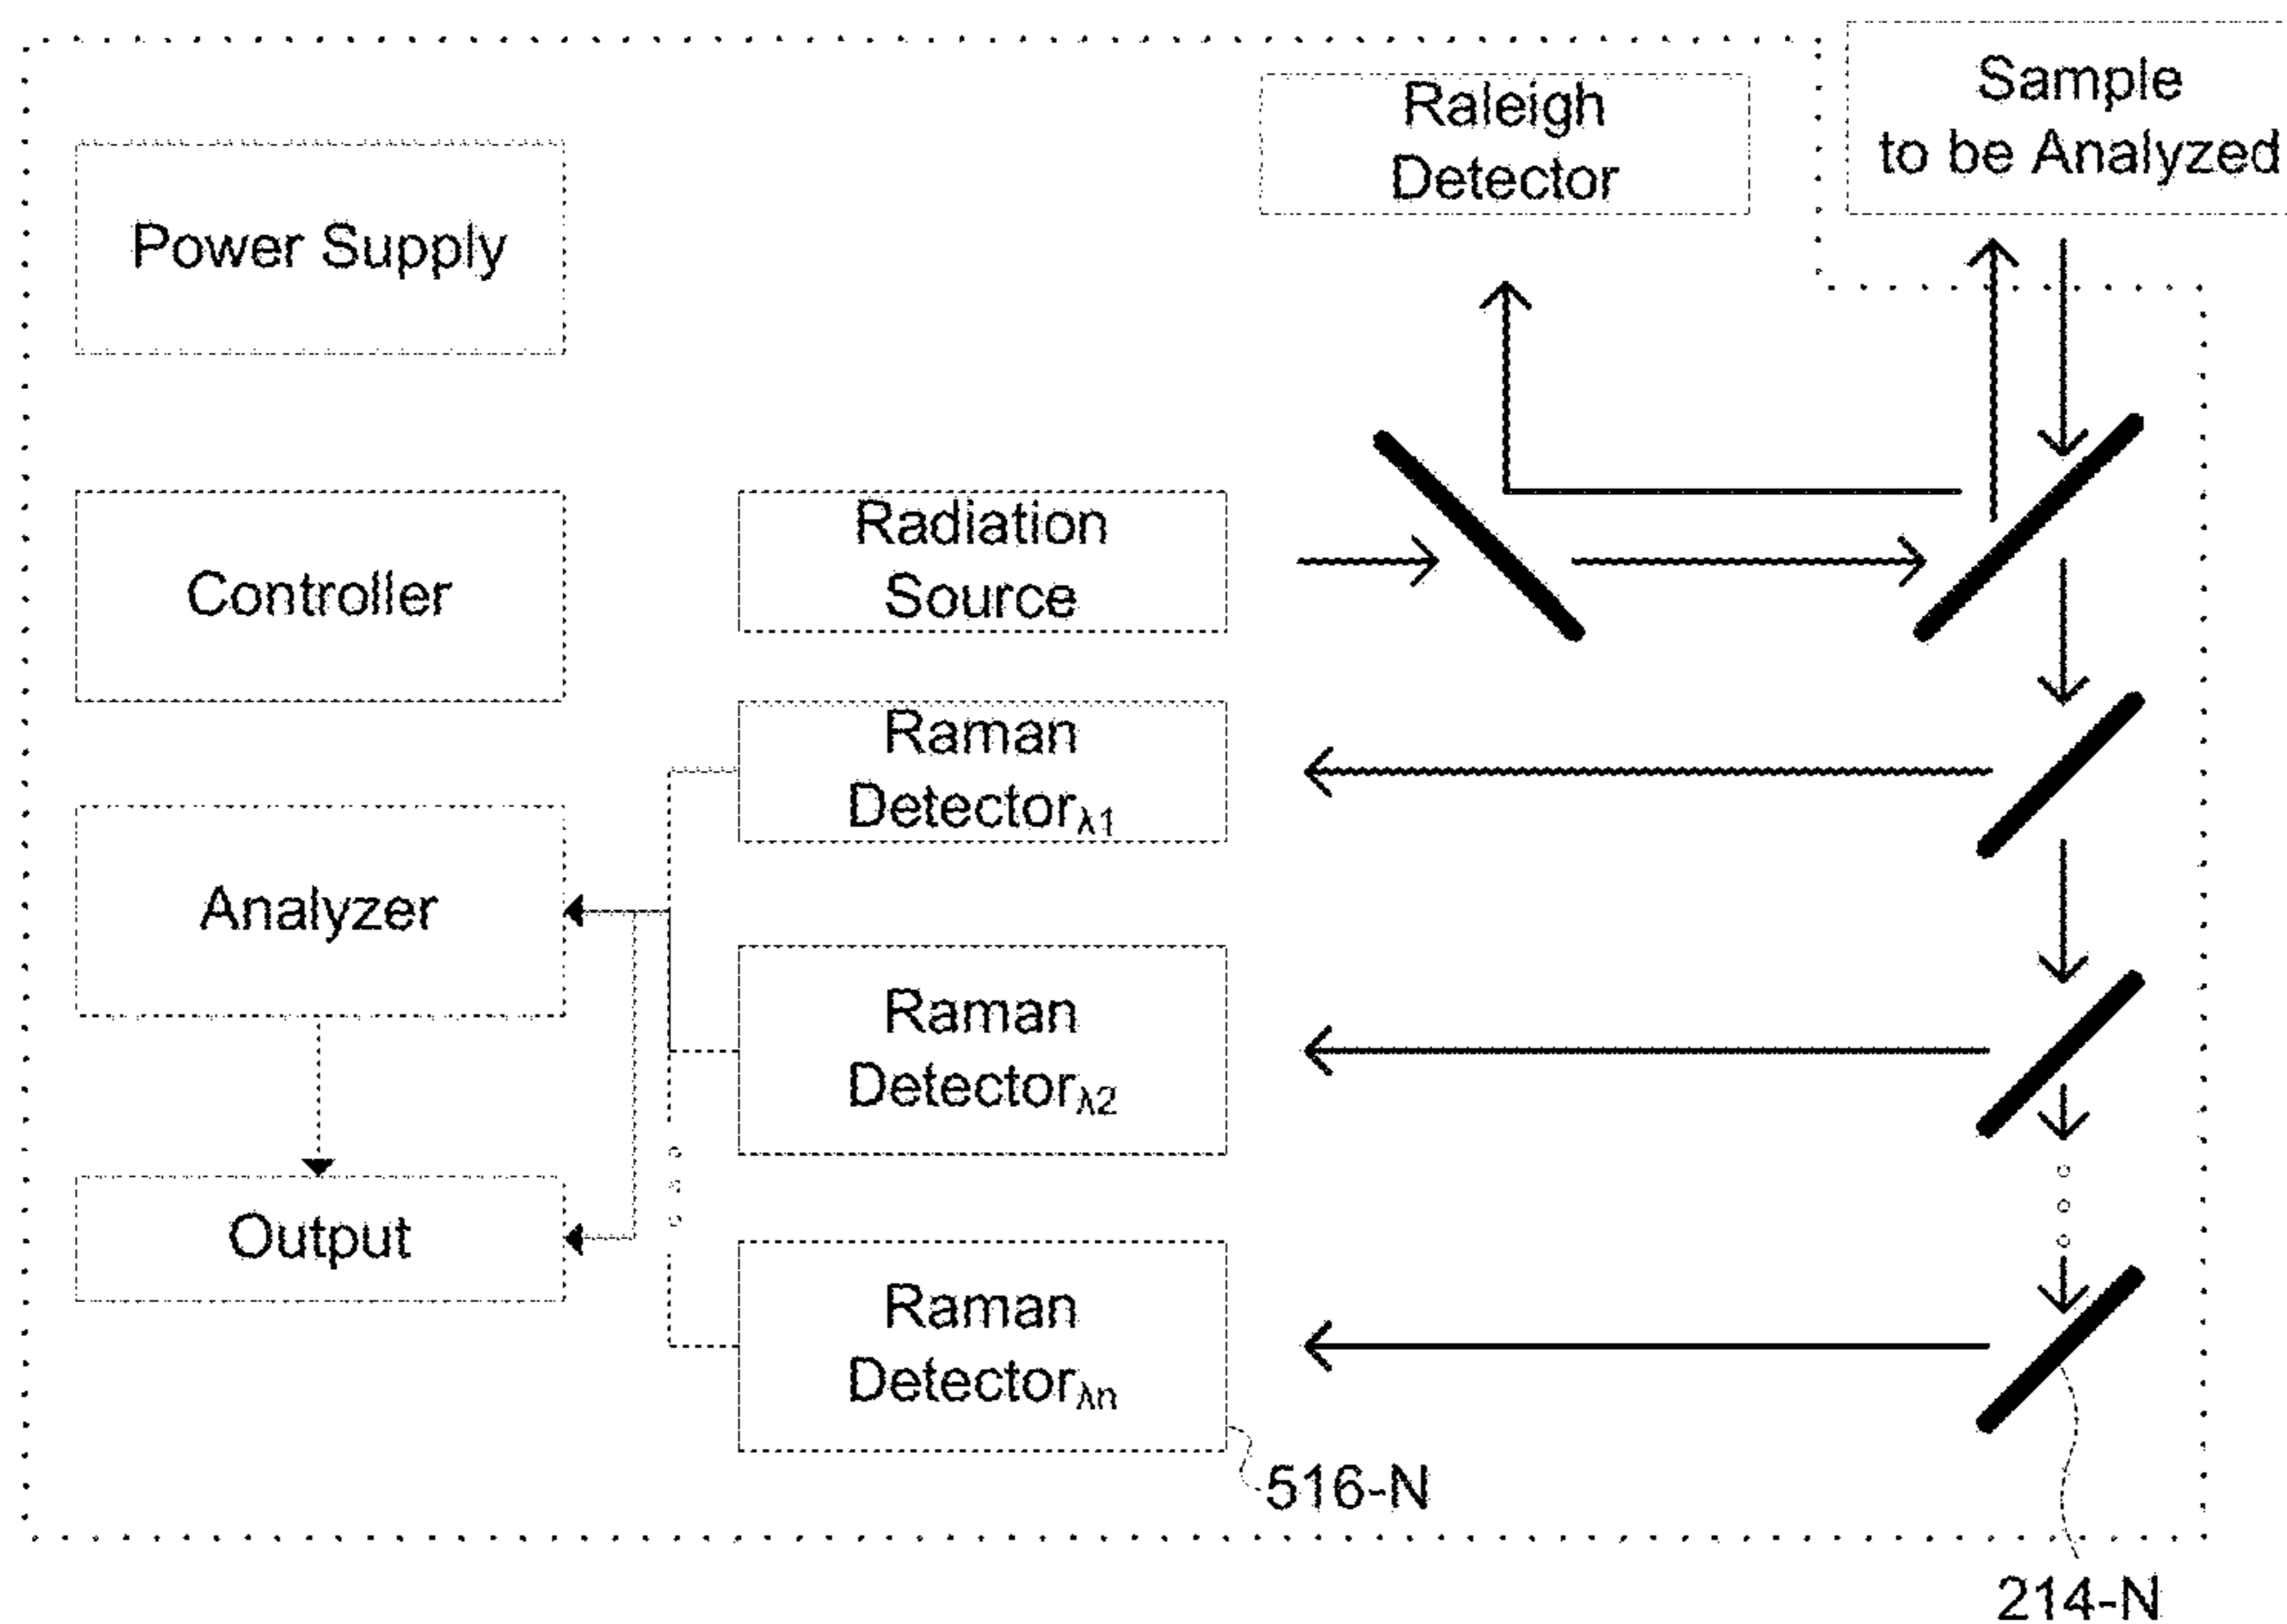 Raleigh
Detector
Sample
to be Analyzed
Power Supply
Controller
Radiation
Source
Raman
Detectorλ1
Analyzer
Raman
Detectorλ2
Output
Raman
Detectorλn
516-N
214-N